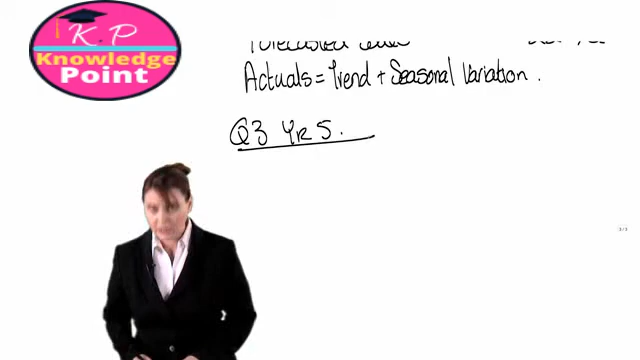 K.P
Knowledge
Point
Actuals = Trend + Seasonal Variation.
Q3 Yr 5.